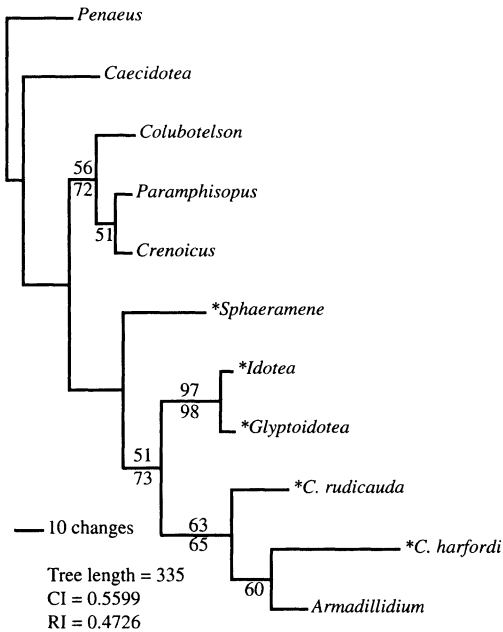 Penaeus
Caecidotea
Colubotelson
56
72
Paramphisopus
51
Crenoicus
*Sphaeramene
*Idotea
97
98
*Glyptoidotea
51
73
*C. rudicauda
63
65
10 changes
*C. harfordi
Tree length = 335
60
CI = 0.5599
Armadillidium
RI = 0.4726